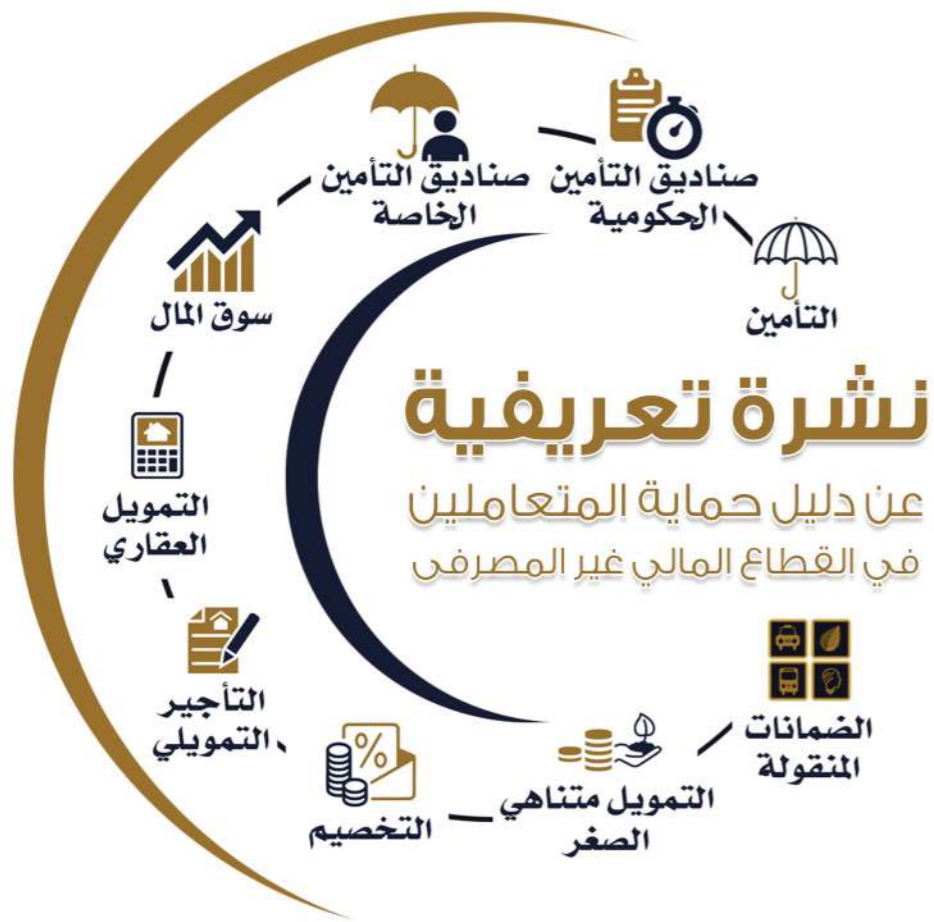 نشرة تعريفية
عن دليل حماية المتعاملين
في القطاع المالي غير المصرفى
التأمين
صناديق التأمين
الحكومية
صناديق التأمين
الخاصة
سوق المال
التمويل
العقاري
التأجير
التمويلي
التخصيم
التمويل متناهي
الصغر
الضمانات
المنقولة
%